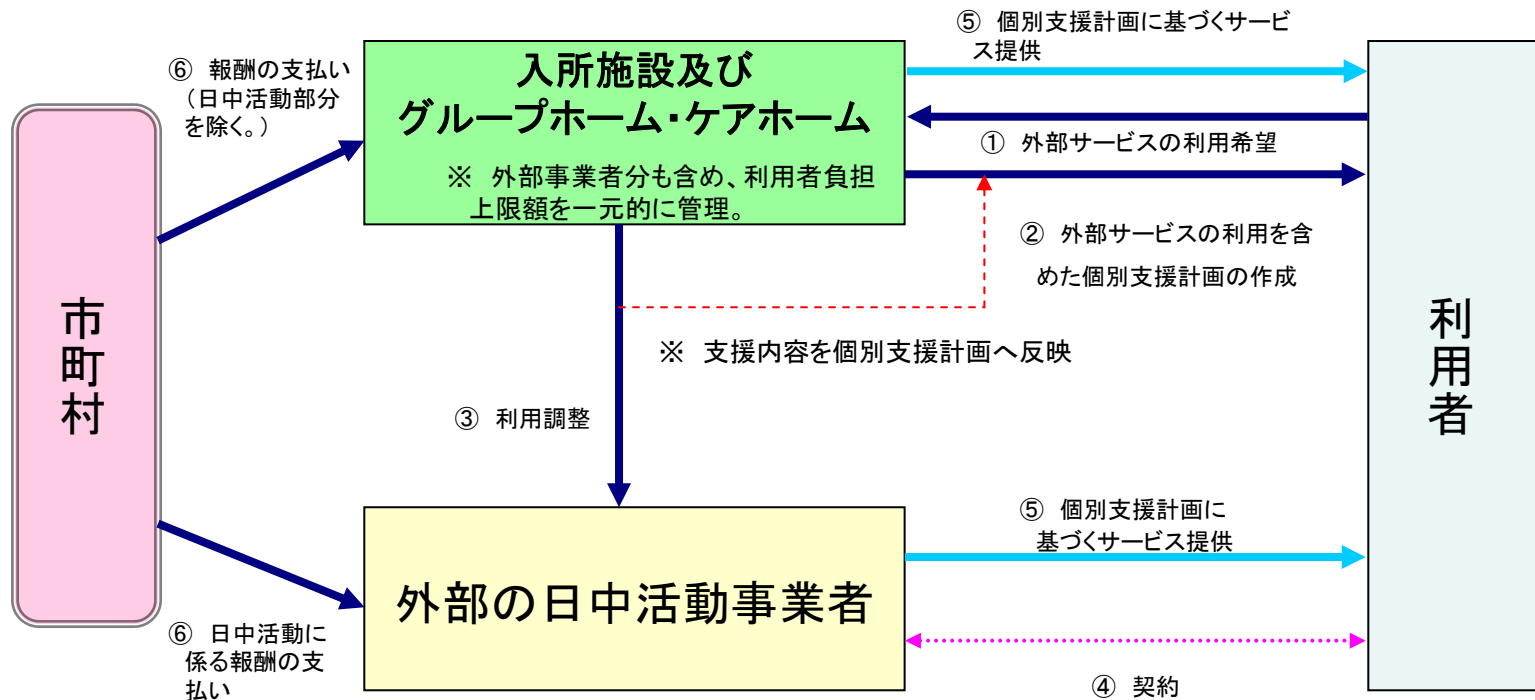 ⑤ 個別支援計画に基づくサービ
ス提供
⑥ 報酬の支払い
(日中活動部分
を除く。)
入所施設及び
グループホーム・ケアホーム
※ 外部事業者分も含め、利用者負担
上限額を一元的に管理。
① 外部サービスの利用希望
② 外部サービスの利用を含
めた個別支援計画の作成
市町村
利用者
※ 支援内容を個別支援計画へ反映
③ 利用調整
⑤ 個別支援計画に
基づくサービス提供
外部の日中活動事業者
⑥ 日中活動に
係る報酬の支
払い
④ 契約